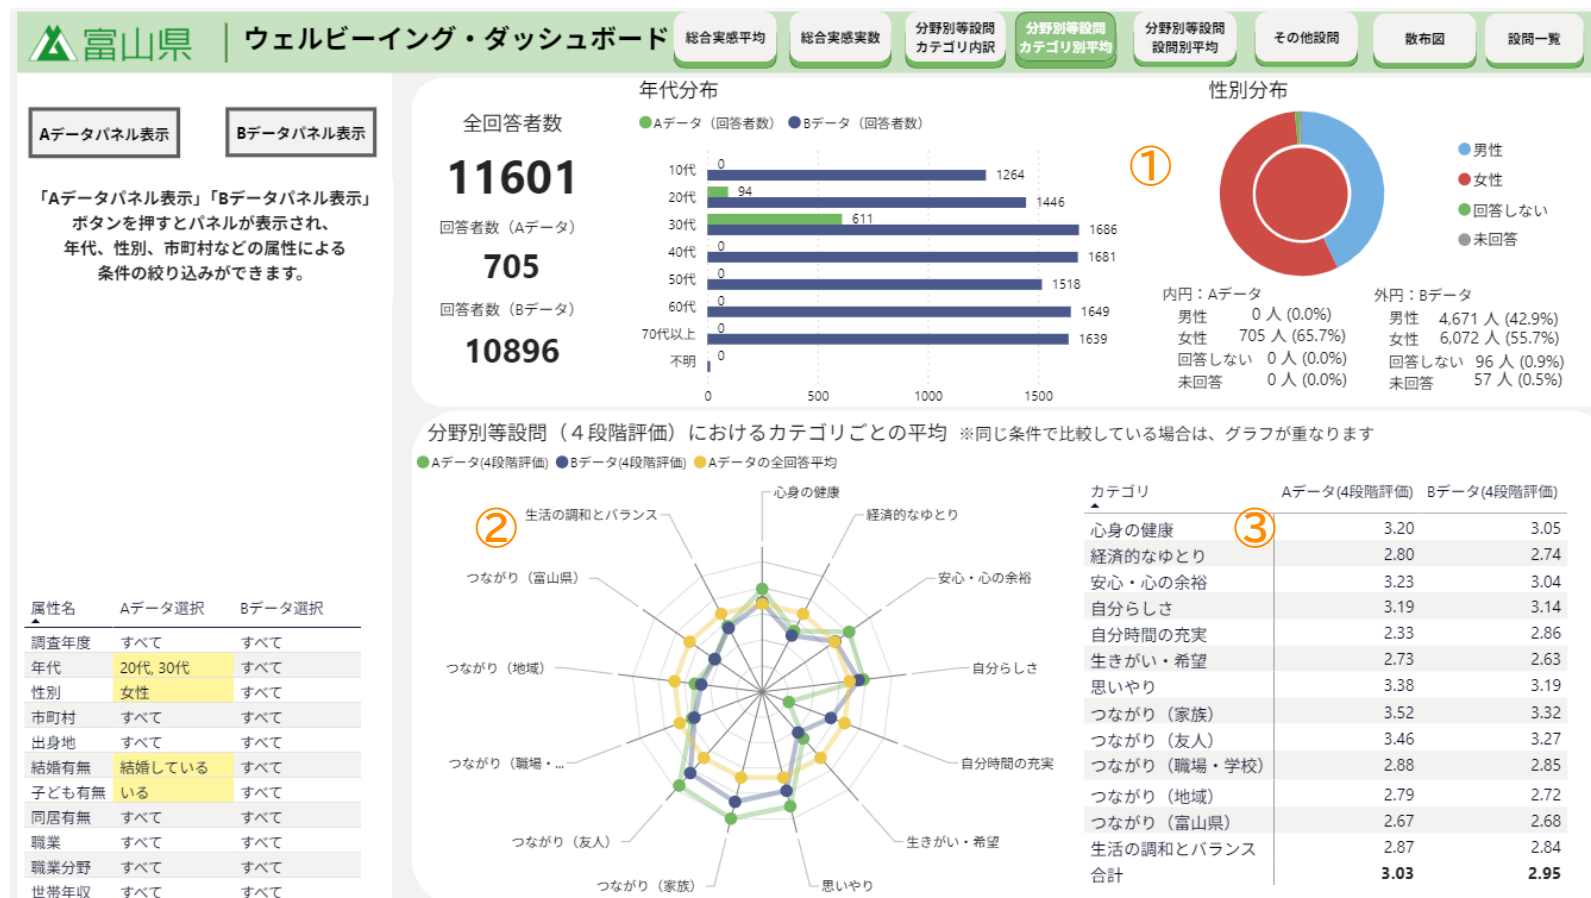 富山県
ウェルビーイング・ダッシュボード
総合実感平均
総合実感実数
分野別等設問
カテゴリ内訳
分野別等設問
カテゴリ別平均
分野別等設問
設問別平均
その他設問
散布図
設問一覧
Aデータパネル表示
Bデータパネル表示
「Aデータパネル表示」「Bデータパネル表示」
ボタンを押すとパネルが表示され、
年代、性別、市町村などの属性による
条件の絞り込みができます。
属性名 Aデータ選択 Bデータ選択
調査年度 すべて すべて
年代 20代, 30代 すべて
性別 女性 すべて
市町村 すべて すべて
出身地 すべて すべて
結婚有無 結婚している すべて
子ども有無 いる すべて
同居有無 すべて すべて
職業 すべて すべて
職業分野 すべて すべて
世帯年収 すべて すべて
全回答者数
11601
回答者数（Aデータ）
705
回答者数（Bデータ）
10896
年代分布
Aデータ（回答者数） Bデータ（回答者数）
10代 0 1264
20代 94 1446
30代 611 1686
40代 0 1681
50代 0 1518
60代 0 1649
70代以上 0 1639
不明 0
0 500 1000 1500
①
性別分布
男性
女性
回答しない
未回答
内円：Aデータ
男性 0 人 (0.0%)
女性 705 人 (65.7%)
回答しない 0 人 (0.0%)
未回答 0 人 (0.0%)
外円：Bデータ
男性 4,671 人 (42.9%)
女性 6,072 人 (55.7%)
回答しない 96 人 (0.9%)
未回答 57 人 (0.5%)
分野別等設問（４段階評価）におけるカテゴリごとの平均 ※同じ条件で比較している場合は、グラフが重なります
Aデータ(4段階評価) Bデータ(4段階評価) Aデータの全回答平均
②
心身の健康
経済的なゆとり
安心・心の余裕
自分らしさ
自分時間の充実
生きがい・希望
思いやり
つながり（家族）
つながり（友人）
つながり（職場・...
つながり（地域）
つながり（富山県）
生活の調和とバランス
③
カテゴリ Aデータ(4段階評価) Bデータ(4段階評価)
心身の健康 3.20 3.05
経済的なゆとり 2.80 2.74
安心・心の余裕 3.23 3.04
自分らしさ 3.19 3.14
自分時間の充実 2.33 2.86
生きがい・希望 2.73 2.63
思いやり 3.38 3.19
つながり（家族） 3.52 3.32
つながり（友人） 3.46 3.27
つながり（職場・学校） 2.88 2.85
つながり（地域） 2.79 2.72
つながり（富山県） 2.67 2.68
生活の調和とバランス 2.87 2.84
合計 3.03 2.95